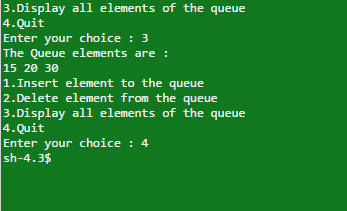 3.Display all elements of the queue
4.Quit
Enter your choice : 3
The Queue elements are :
15 20 30
1.Insert element to the queue
2.Delete element from the queue
3.Display all elements of the queue
4.Quit
Enter your choice : 4
sh-4.3$